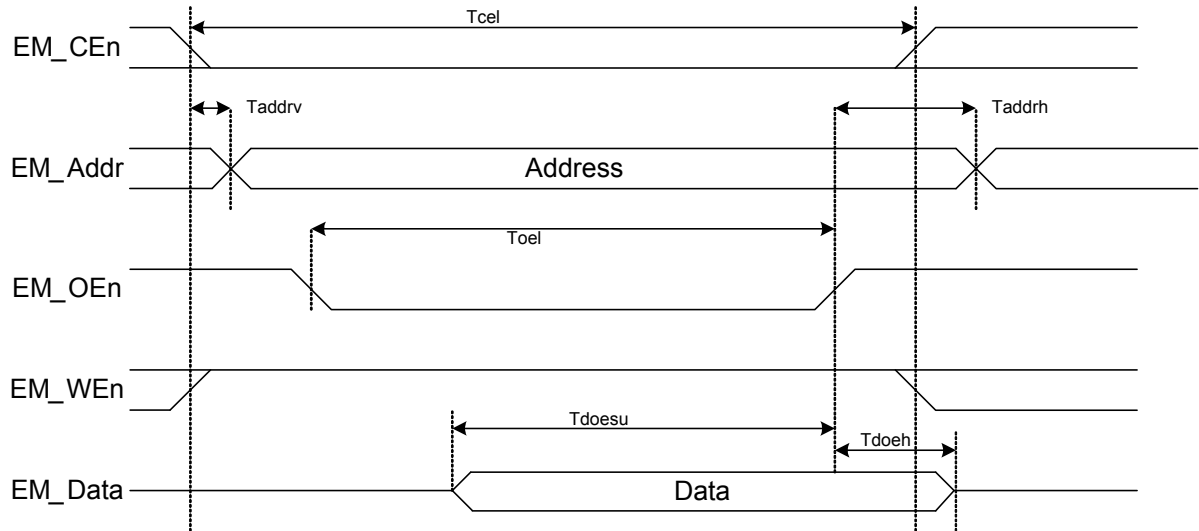 Tcel
EM_CEn
Taddrv
Taddrh
EM_Addr
Address
Toel
EM_OEn
EM_WEn
Tdoesu
Tdoeh
EM_Data
Data